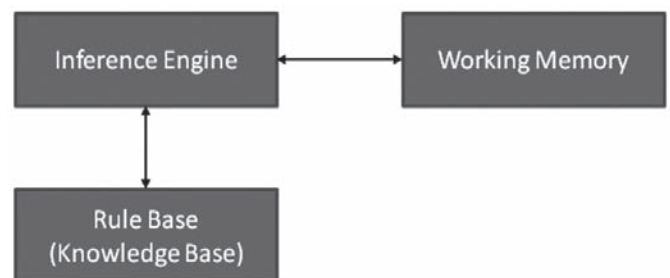 Inference Engine
Working Memory
Rule Base
(Knowledge Base)